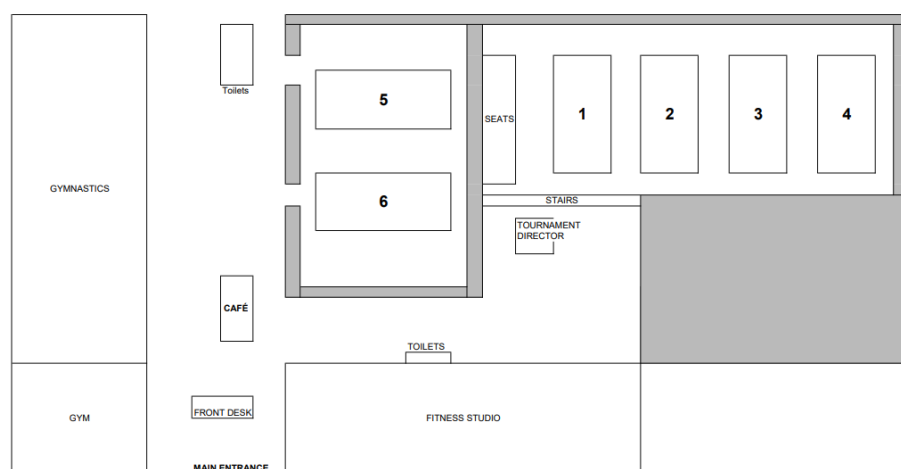 Toilets
5
SEATS
1
2
3
4
GYMNASTICS
6
STAIRS
TOURNAMENT
DIRECTOR
CAFÉ
TOILETS
GYM
FRONT DESK
FITNESS STUDIO
MAIN ENTRANCE